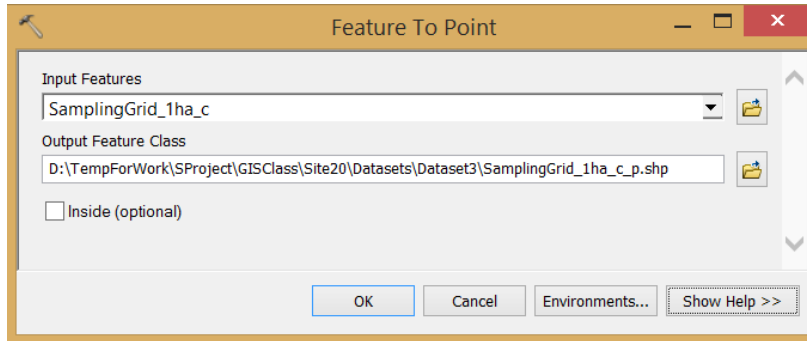 Feature To Point
Input Features
SamplingGrid_1ha_c
Output Feature Class
D:\TempForWork\SProject\GISClass\Site20\Datasets\Dataset3\SamplingGrid_1ha_c_p.shp
Inside (optional)
OK Cancel Environments... Show Help >>